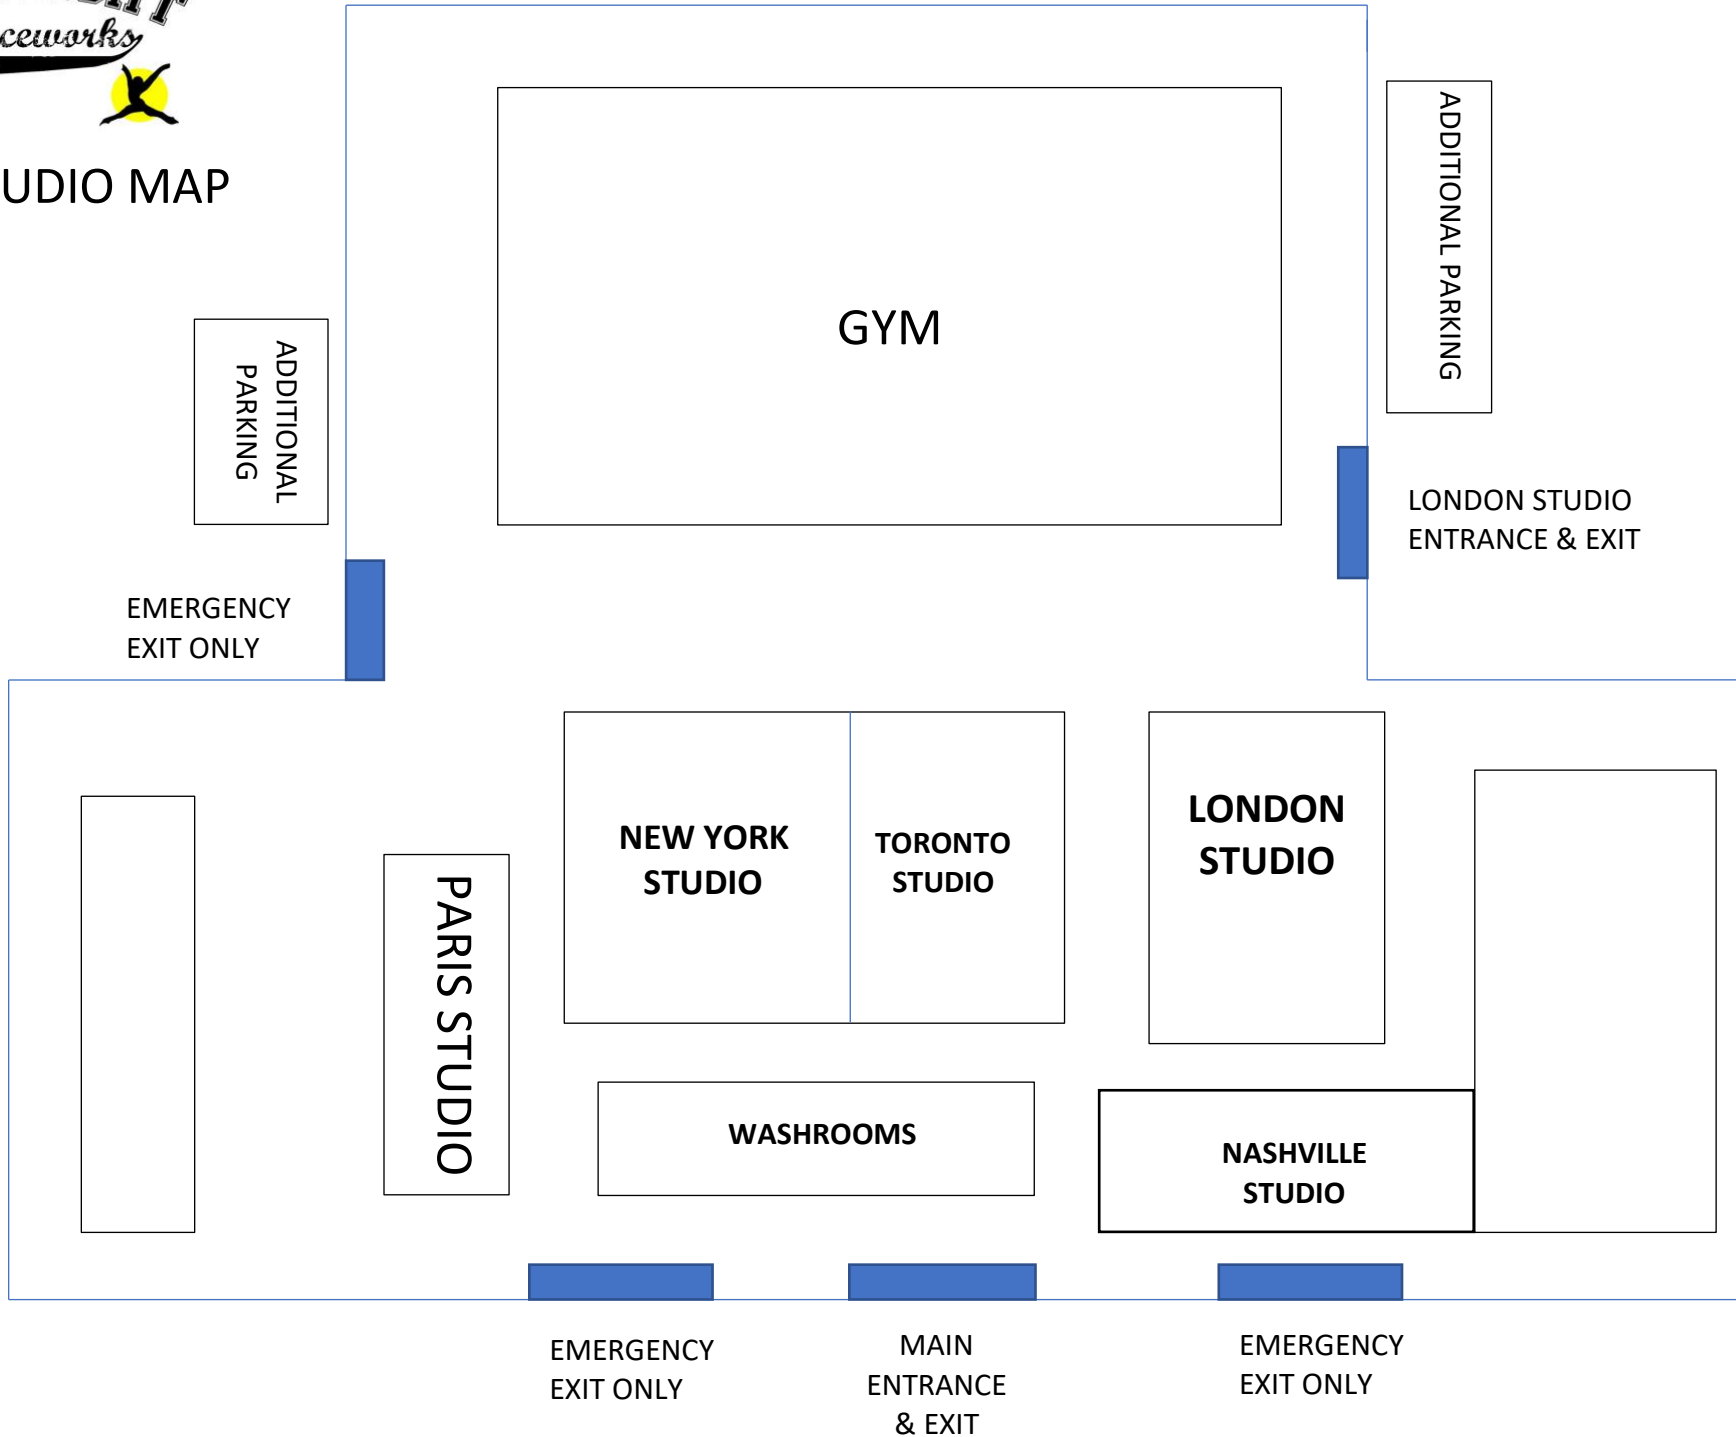 ceworks
UDIO MAP
ADDITIONAL PARKING
GYM
ADDITIONAL
PARKING
LONDON STUDIO
ENTRANCE & EXIT
EMERGENCY
EXIT ONLY
NEW YORK
STUDIO
TORONTO
STUDIO
LONDON
STUDIO
PARIS STUDIO
WASHROOMS
NASHVILLE
STUDIO
EMERGENCY
EXIT ONLY
MAIN
ENTRANCE
& EXIT
EMERGENCY
EXIT ONLY